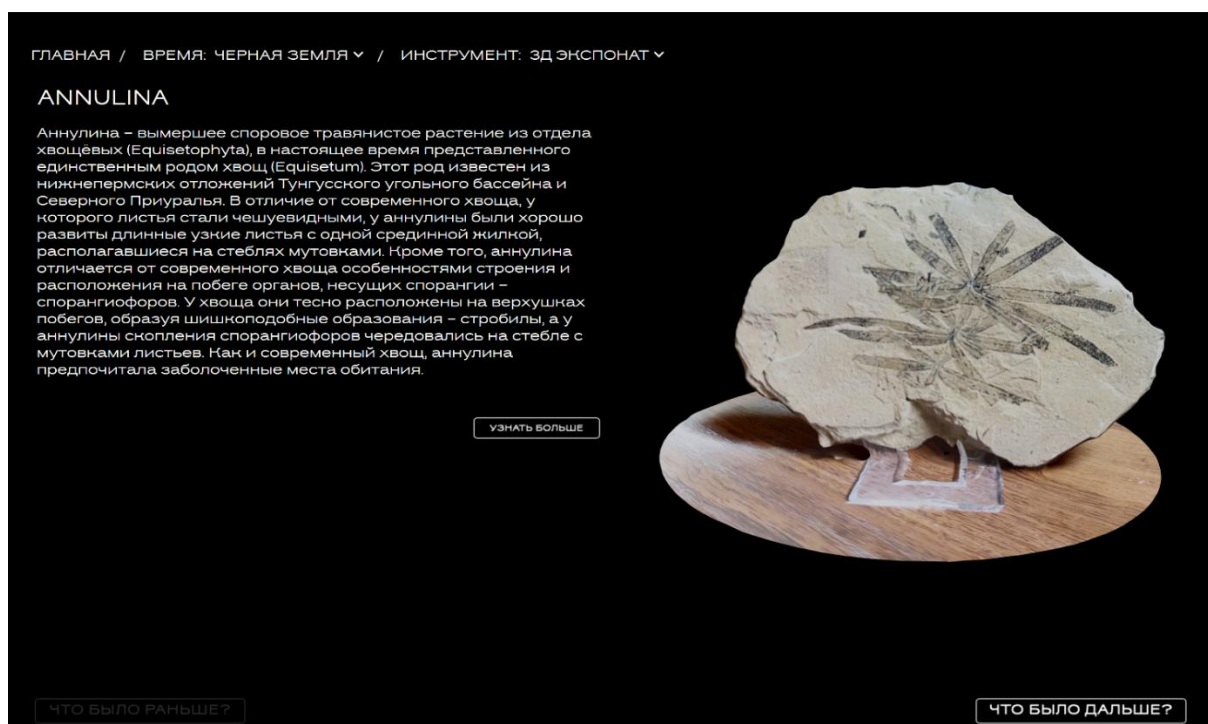 ГЛАВНАЯ / ВРЕМЯ: ЧЕРНАЯ ЗЕМЛЯ / ИНСТРУМЕНТ: 3Д ЭКСПОНАТ
ANNULINA
Аннулина – вымершее споровое травянистое растение из отдела
хвощёвых (Equisetophyta), в настоящее время представленного
единственным родом хвощ (Equisetum). Этот род известен из
нижнепермских отложений Тунгусского угольного бассейна и
Северного Приуралья. В отличие от современного хвоща, у
которого листья стали чешуевидными, у аннулины были хорошо
развиты длинные узкие листья с одной срединной жилкой,
располагавшиеся на стеблях мутовками. Кроме того, аннулина
отличается от современного хвоща особенностями строения и
расположения на побеге органов, несущих спорангии –
спорангиофоров. У хвоща они тесно расположены на верхушках
побегов, образуя шишкоподобные образования – стробилы, а у
аннулины скопления спорангиофоров чередовались на стебле с
мутовками листьев. Как и современный хвощ, аннулина
предпочитала заболоченные места обитания.
УЗНАТЬ БОЛЬШЕ
ЧТО БЫЛО РАНЬШЕ?
ЧТО БЫЛО ДАЛЬШЕ?